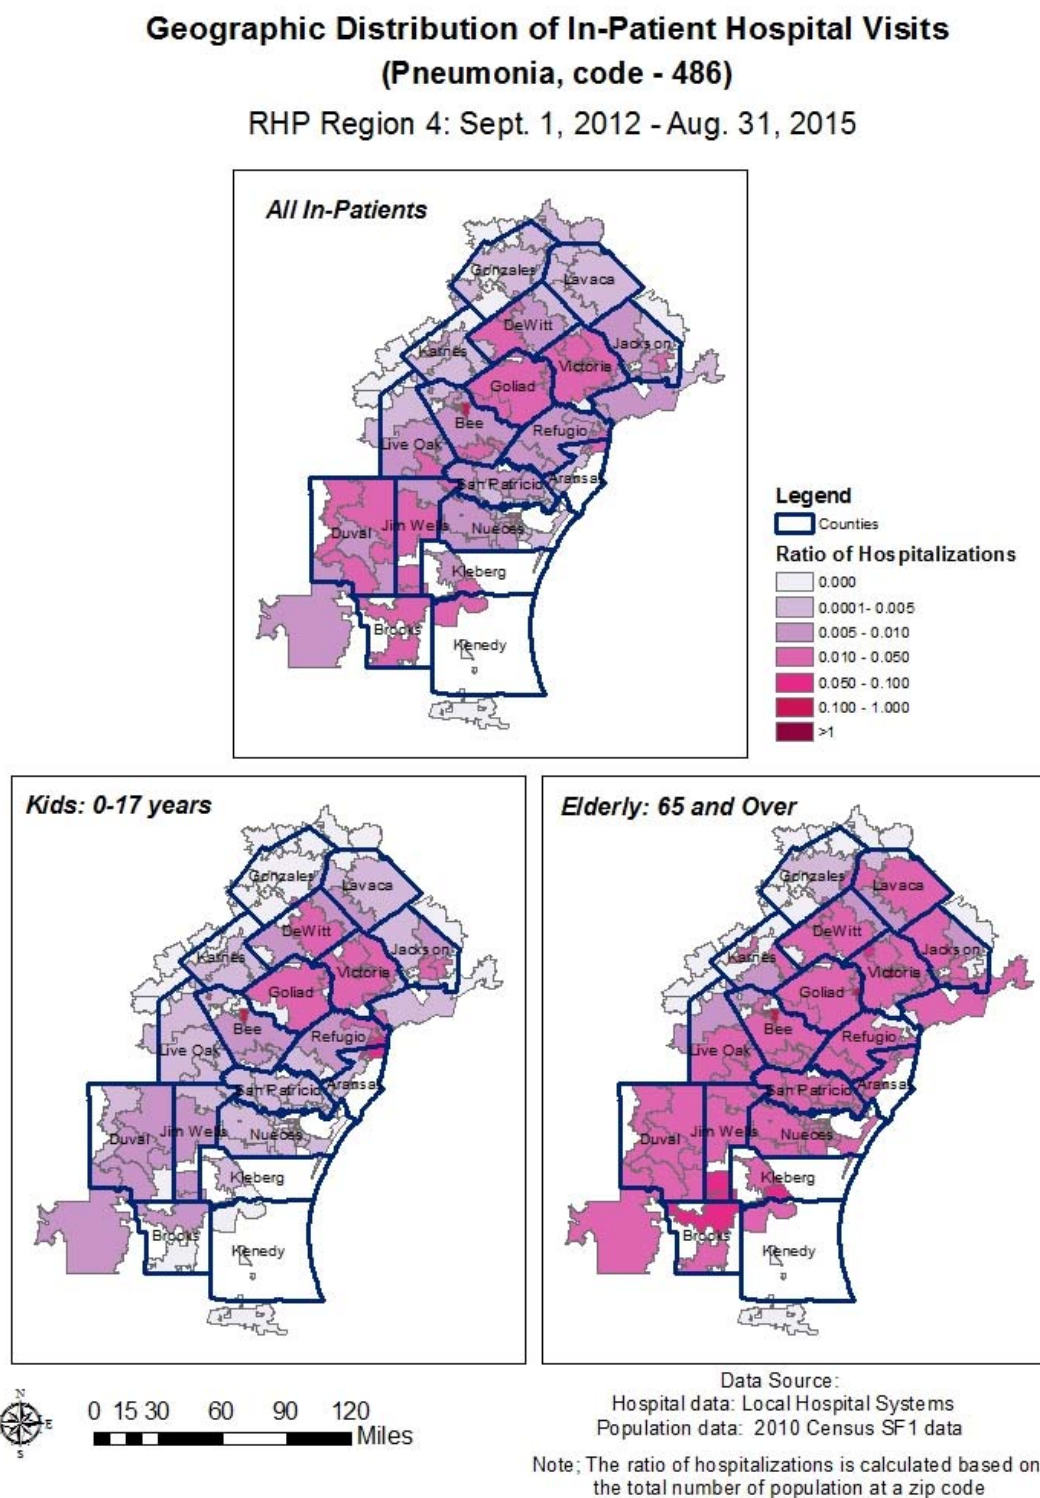 Geographic Distribution of In-Patient Hospital Visits
(Pneumonia, code - 486)
RHP Region 4: Sept. 1, 2012 - Aug. 31, 2015
All In-Patients
Gonzales
Lavaca
DeWitt
Karnes
Jackson
Victoria
Goliad
Bee
Refugio
Live Oak
San Patricio
Aransas
Duval
Jim Wells
Nueces
Kleberg
Brooks
Kenedy
Legend
Counties
Ratio of Hospitalizations
0.000
0.0001- 0.005
0.005 - 0.010
0.010 - 0.050
0.050 - 0.100
0.100 - 1.000
>1
Kids: 0-17 years
Gonzales
Lavaca
DeWitt
Karnes
Jackson
Victoria
Goliad
Bee
Refugio
Live Oak
San Patricio
Aransas
Duval
Jim Wells
Nueces
Kleberg
Brooks
Kenedy
Elderly: 65 and Over
Gonzales
Lavaca
DeWitt
Karnes
Jackson
Victoria
Goliad
Bee
Refugio
Live Oak
San Patricio
Aransas
Duval
Jim Wells
Nueces
Kleberg
Brooks
Kenedy
N
E
S
0 15 30 60 90 120
Miles
Data Source:
Hospital data: Local Hospital Systems
Population data: 2010 Census SF1 data
Note; The ratio of hospitalizations is calculated based on
the total number of population at a zip code